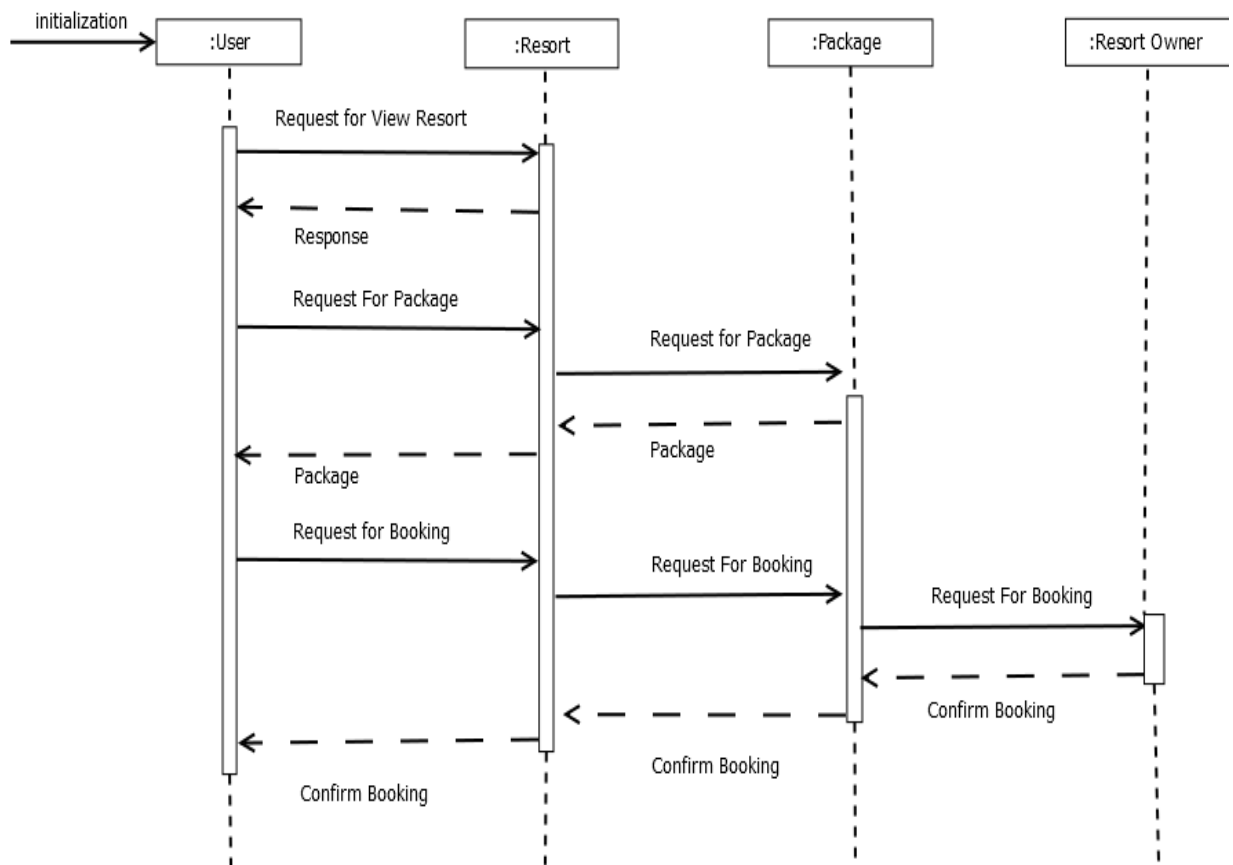 initialization
:User
:Resort
:Package
:Resort Owner
Request for View Resort
Response
Request For Package
Request for Package
Package
Package
Request for Booking
Request For Booking
Request For Booking
Confirm Booking
Confirm Booking
Confirm Booking